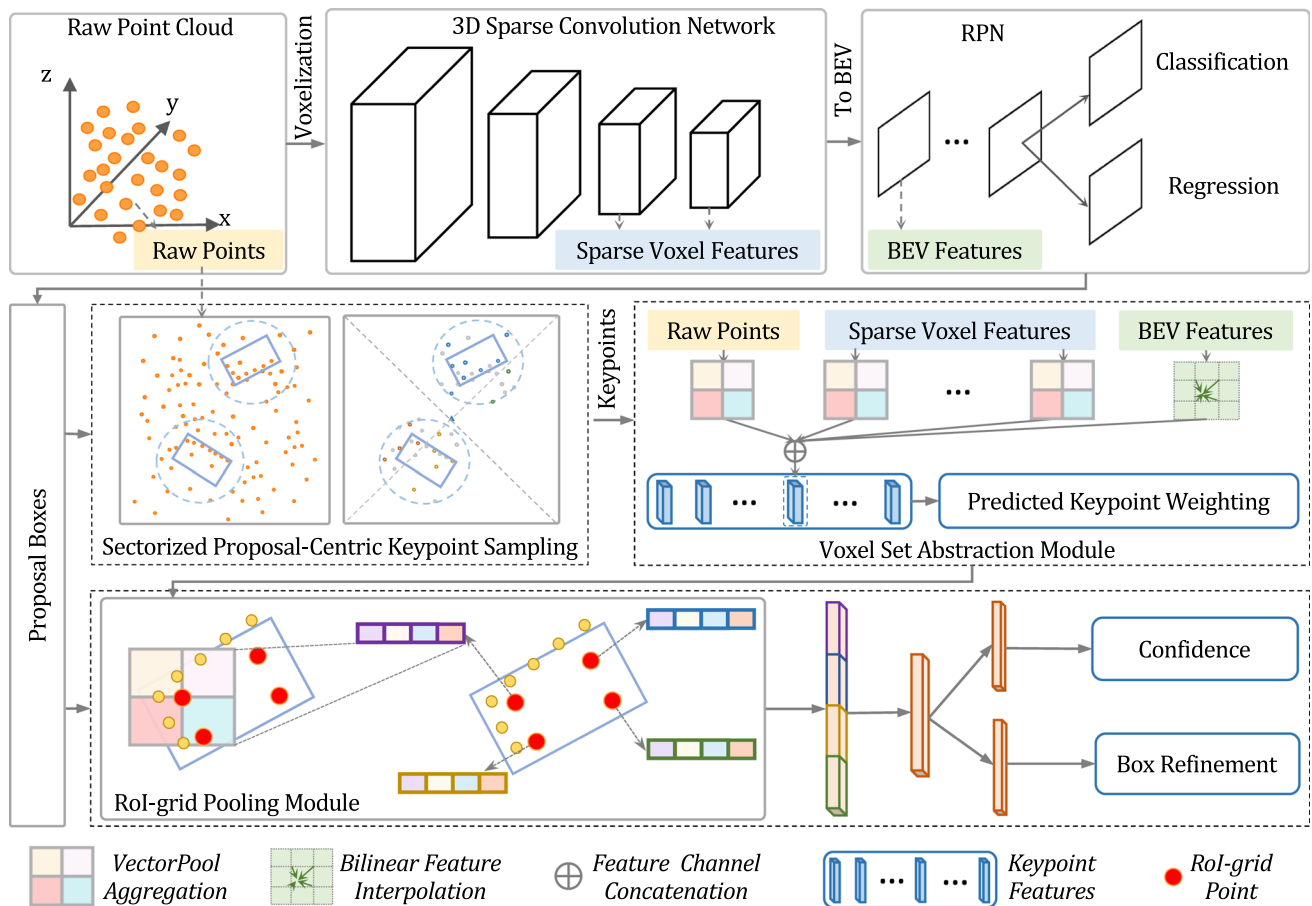 Raw Point Cloud
z
y
x
Raw Points
Voxelization
3D Sparse Convolution Network
Sparse Voxel Features
To BEV
RPN
Classification
Regression
BEV Features
Proposal Boxes
Sectorized Proposal-Centric Keypoint Sampling
Keypoints
Raw Points
Sparse Voxel Features
BEV Features
...
... ...
Predicted Keypoint Weighting
Voxel Set Abstraction Module
RoI-grid Pooling Module
Confidence
Box Refinement
VectorPool
Aggregation
Bilinear Feature
Interpolation
Feature Channel
Concatenation
... ...
Keypoint
Features
RoI-grid
Point